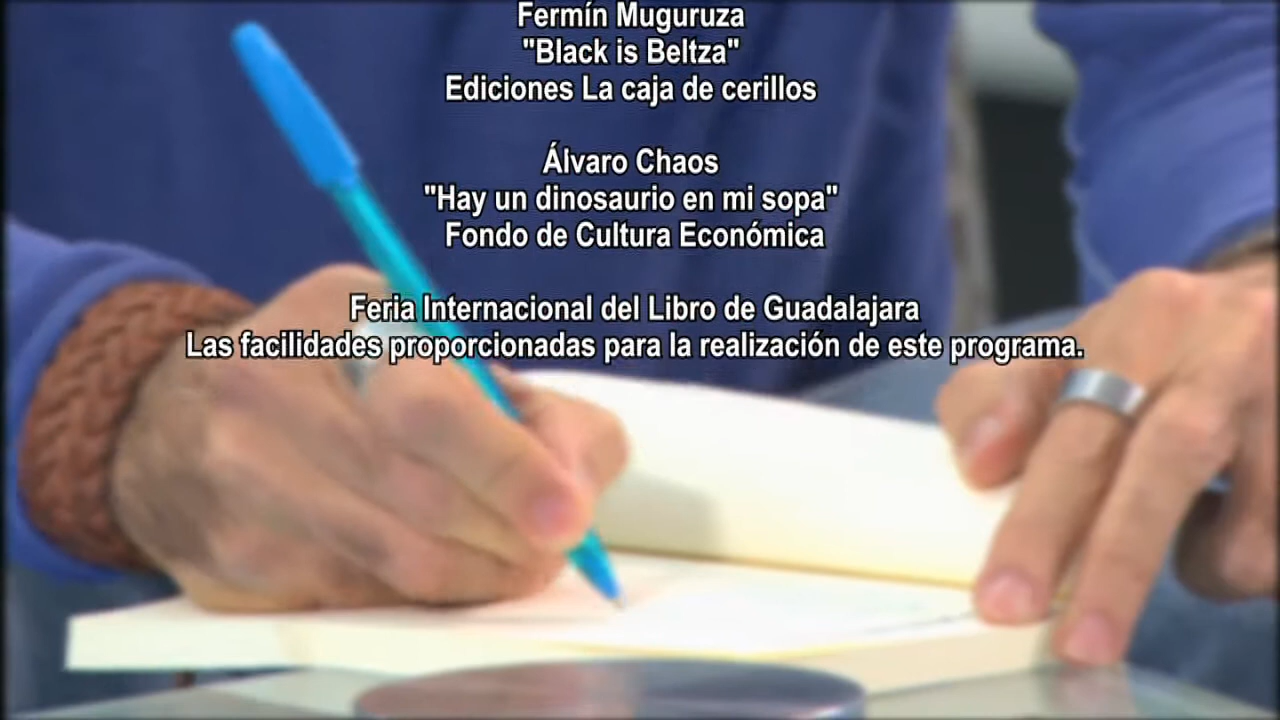 Fermín Muguruza
"Black is Beltza"
Ediciones La caja de cerillos
Álvaro Chaos
"Hay un dinosaurio en mi sopa"
Fondo de Cultura Económica
Feria Internacional del Libro de Guadalajara
Las facilidades proporcionadas para la realización de este programa.